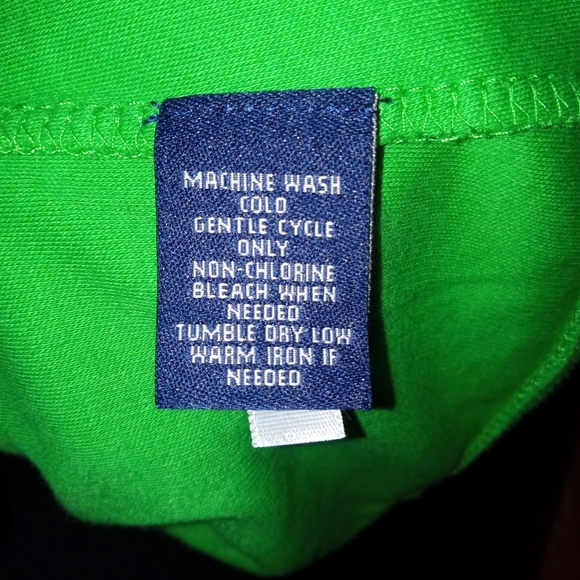 MACHINE WASH
COLD
GENTLE CYCLE
ONLY
NON-CHLORINE
BLEACH WHEN
NEEDED
TUMBLE DRY LOW
WARM IRON IF
NEEDED